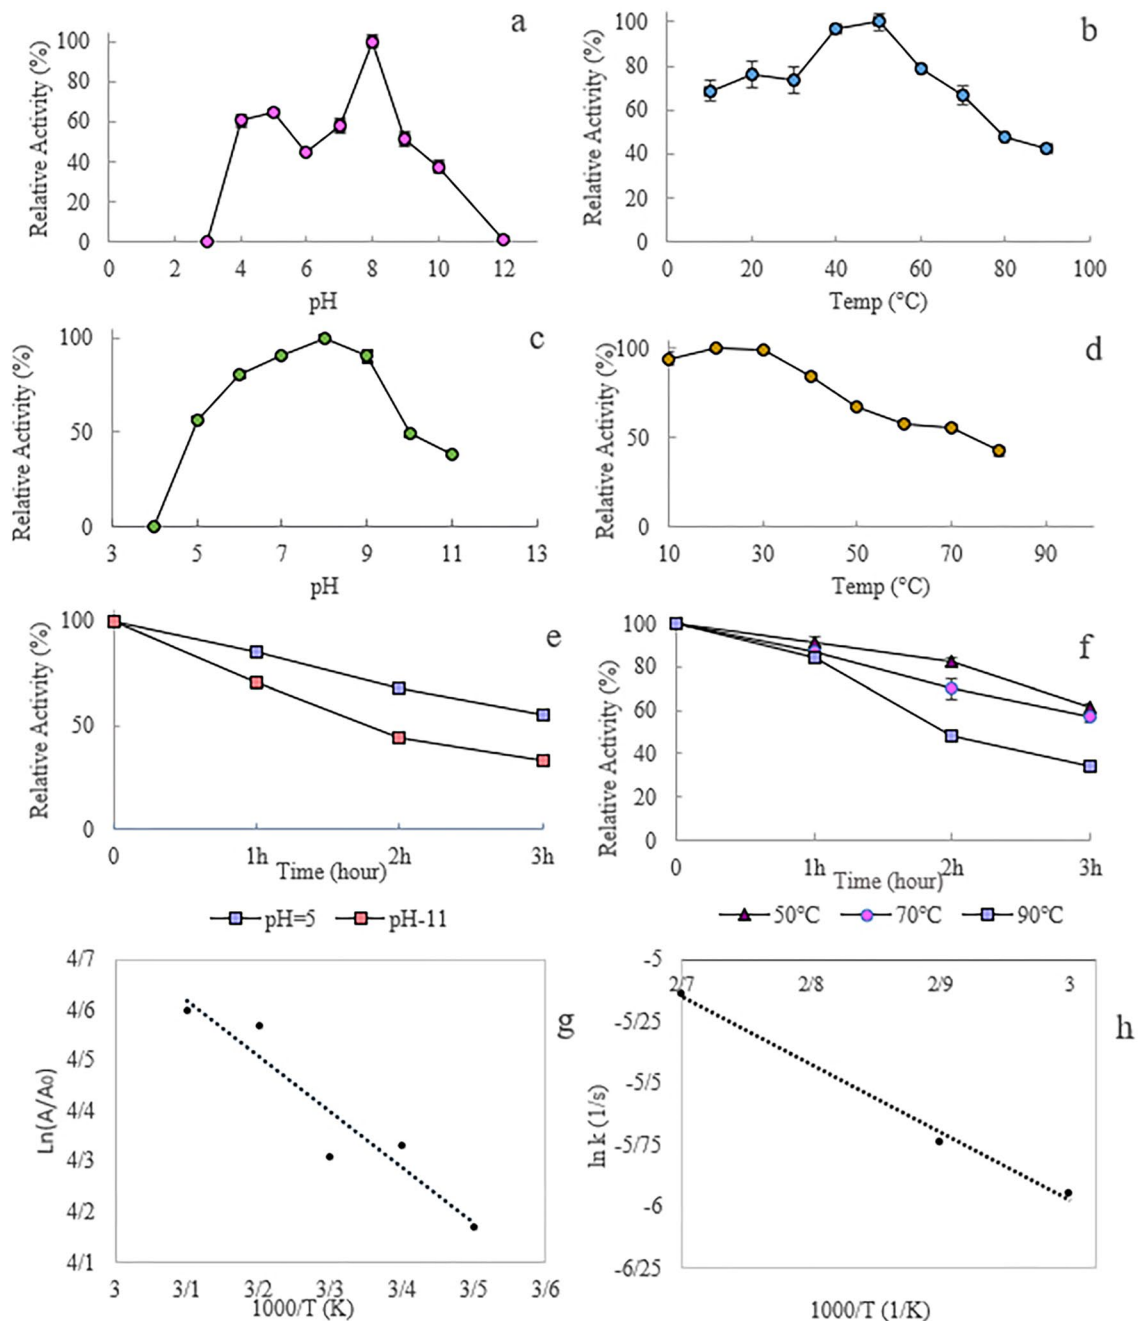 a
Relative Activity (%)
100
80
60
40
20
0
0 2 4 6 8 10 12
pH
b
Relative Activity (%)
100
80
60
40
20
0
0 20 40 60 80 100
Temp (°C)
c
Relative Activity (%)
100
50
0
3 5 7 9 11 13
pH
d
Relative Activity (%)
100
50
0
10 30 50 70 90
Temp (°C)
e
Relative Activity (%)
100
50
0
0 1h 2h 3h
Time (hour)
pH=5 pH-11
f
Relative Activity (%)
100
80
60
40
20
0
0 1h 2h 3h
Time (hour)
50°C 70°C 90°C
g
Ln(A/A0)
4/7
4/6
4/5
4/4
4/3
4/2
4/1
3 3/1 3/2 3/3 3/4 3/5 3/6
1000/T (K)
h
ln k (1/s)
-5
2/7 2/8 2/9 3
-5/25
-5/5
-5/75
-6
-6/25
1000/T (1/K)